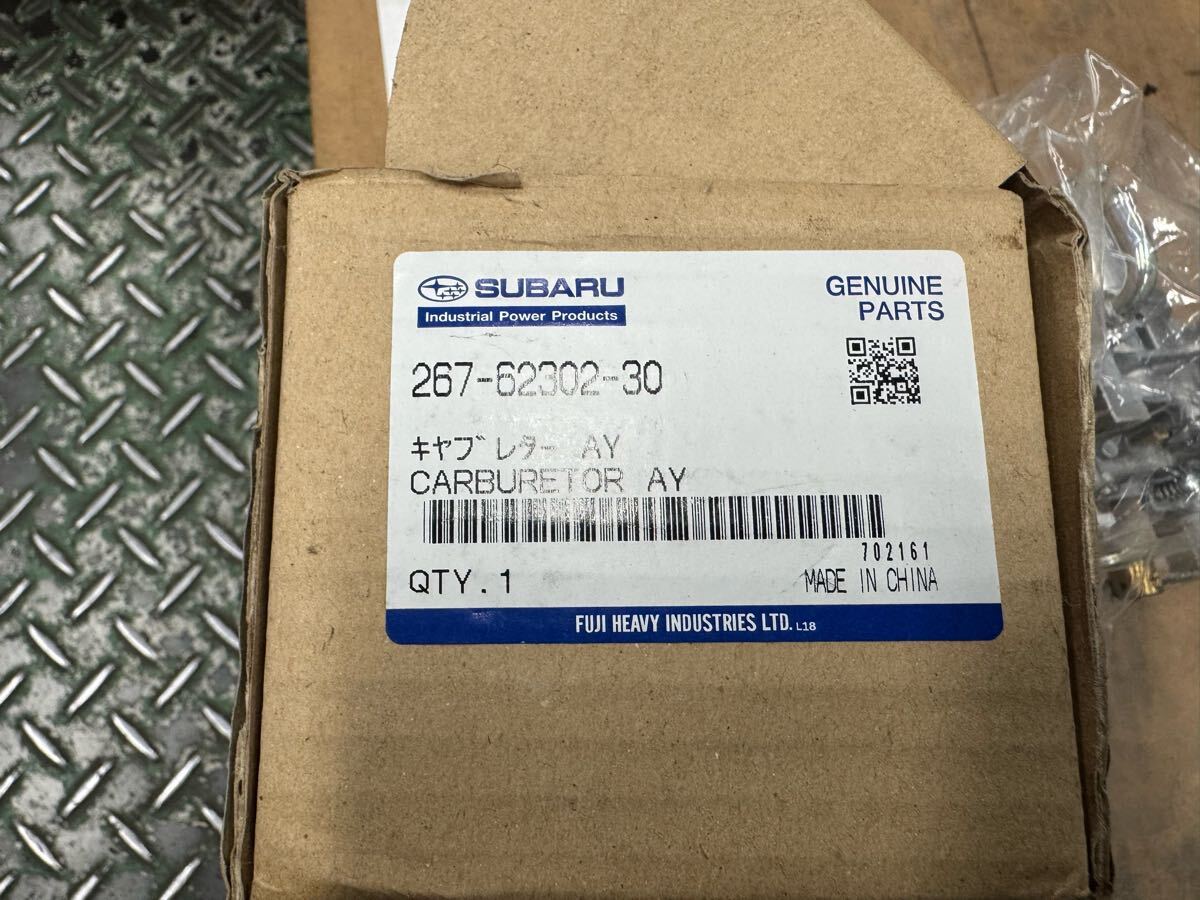 SUBARU
Industrial Power Products
GENUINE
PARTS
267-62302-30
キャブレター AY
CARBURETOR AY
702161
QTY.1
MADE IN CHINA
FUJI HEAVY INDUSTRIES LTD. L18